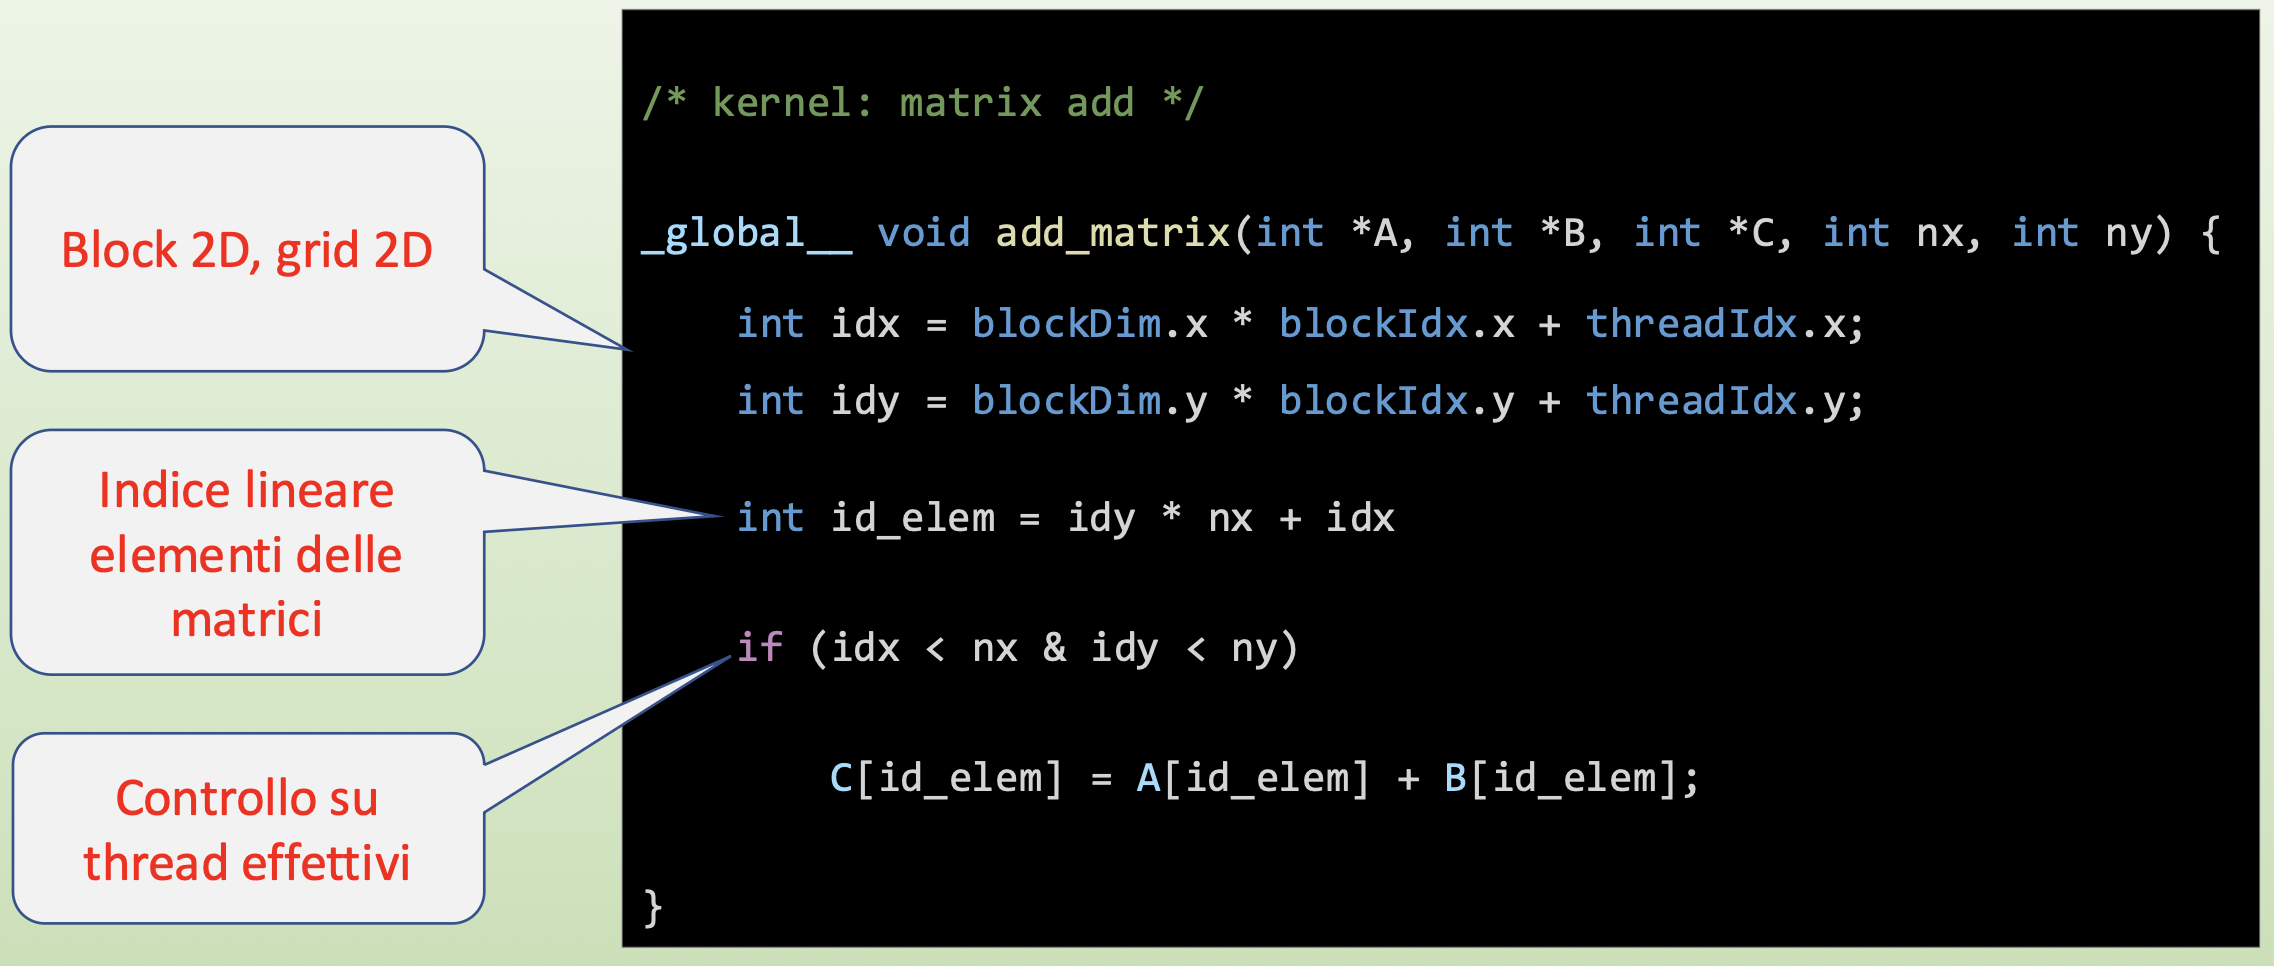 Block 2D, grid 2D
Indice lineare
elementi delle
matrici
Controllo su
thread effettivi
/* kernel: matrix add */
_global__ void add_matrix(int *A, int *B, int *C, int nx, int ny) {
int idx = blockDim.x * blockIdx.x + threadIdx.x;
int idy = blockDim.y * blockIdx.y + threadIdx.y;
int id_elem = idy * nx + idx
if (idx < nx & idy < ny)
C[id_elem] = A[id_elem] + B[id_elem];
}